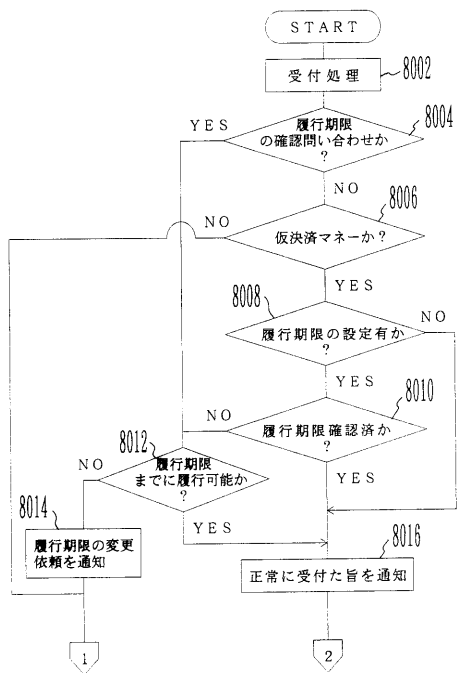 START
受付処理
8002
YES
履行期限
の確認問い合わせか
?
8004
NO
8006
NO
仮決済マネーか?
YES
8008
NO
履行期限の設定有か
?
YES
8010
NO
履行期限確認済か
?
8012
YES
NO
履行期限
までに履行可能か
?
8014
YES
履行期限の変更
依頼を通知
8016
正常に受付た旨を通知
1
2